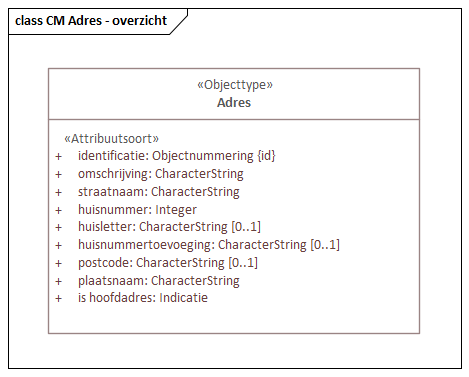 class CM Adres - overzicht
«Objecttype»
Adres
«Attribuutsoort»
+ identificatie: Objectnummering {id}
+ omschrijving: CharacterString
+ straatnaam: CharacterString
+ huisnummer: Integer
+ huisletter: CharacterString [0..1]
+ huisnummertoevoeging: CharacterString [0..1]
+ postcode: CharacterString [0..1]
+ plaatsnaam: CharacterString
+ is hoofdadres: Indicatie